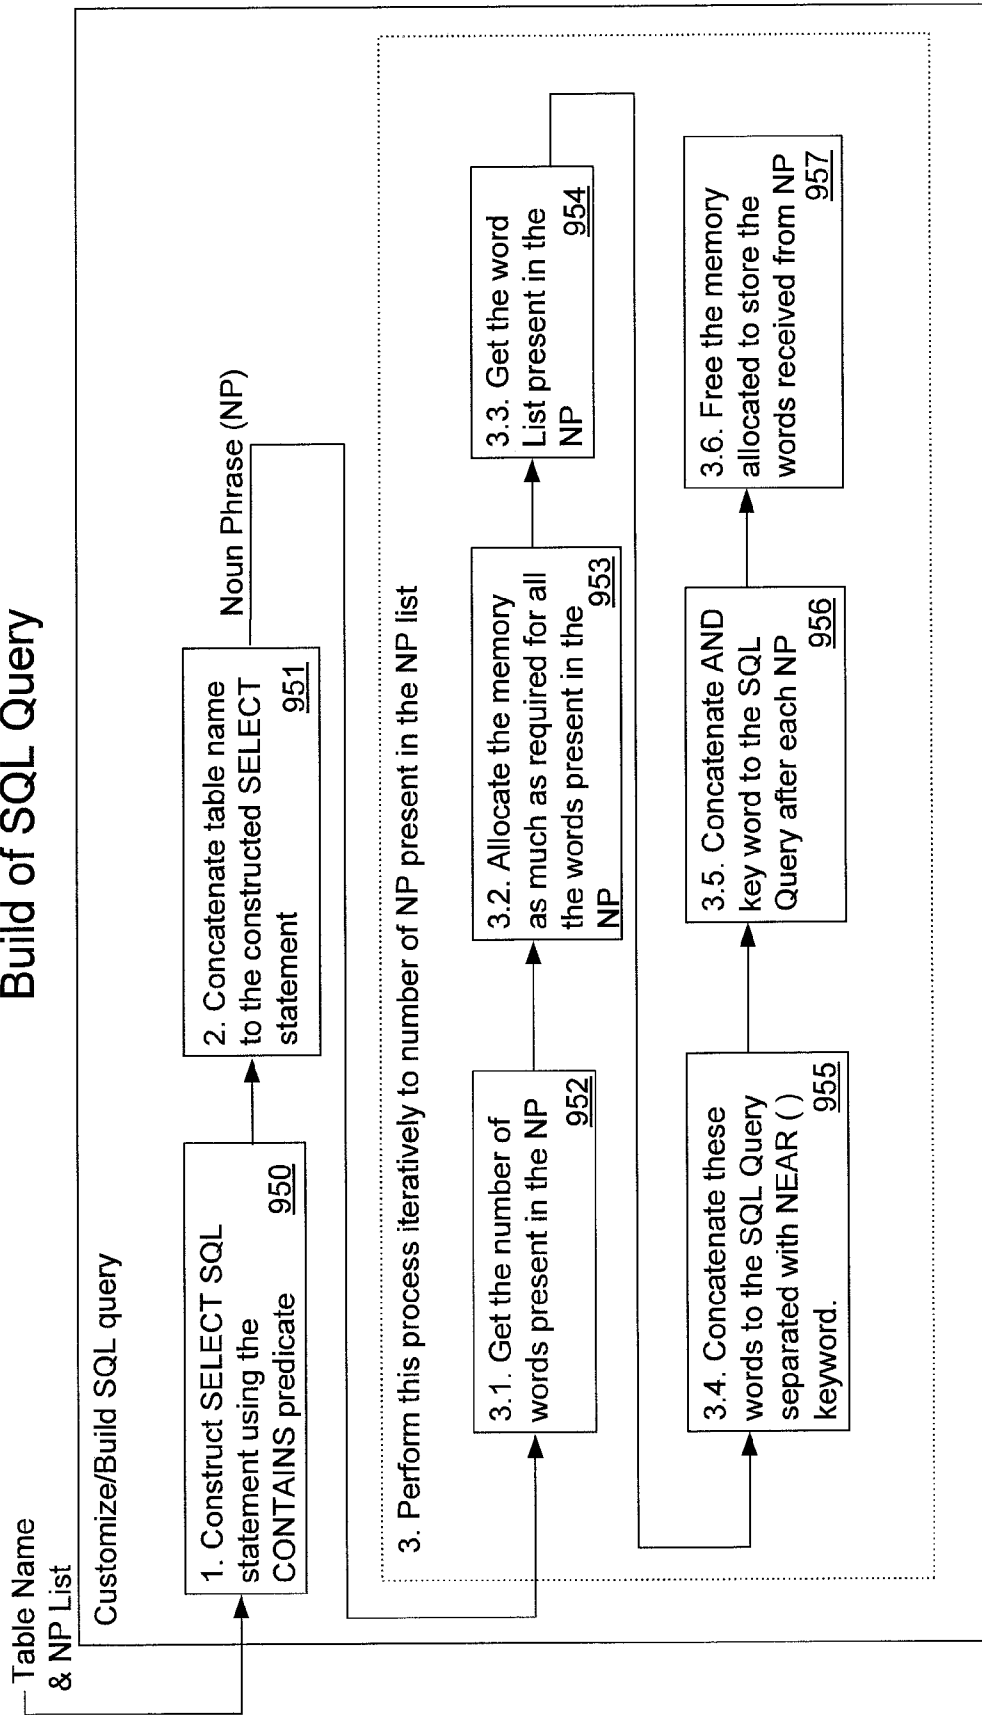 Build of SQL Query
Table Name
& NP List
Customize/Build SQL query
1. Construct SELECT SQL
statement using the
CONTAINS predicate
950
2. Concatenate table name
to the constructed SELECT
statement
951
Noun Phrase (NP)
3. Perform this process iteratively to number of NP present in the NP list
3.1. Get the number of
words present in the NP
952
3.2. Allocate the memory
as much as required for all
the words present in the
NP
953
3.3. Get the word
List present in the
NP
954
3.4. Concatenate these
words to the SQL Query
separated with NEAR ( )
keyword.
955
3.5. Concatenate AND
key word to the SQL
Query after each NP
956
3.6. Free the memory
allocated to store the
words received from NP
957